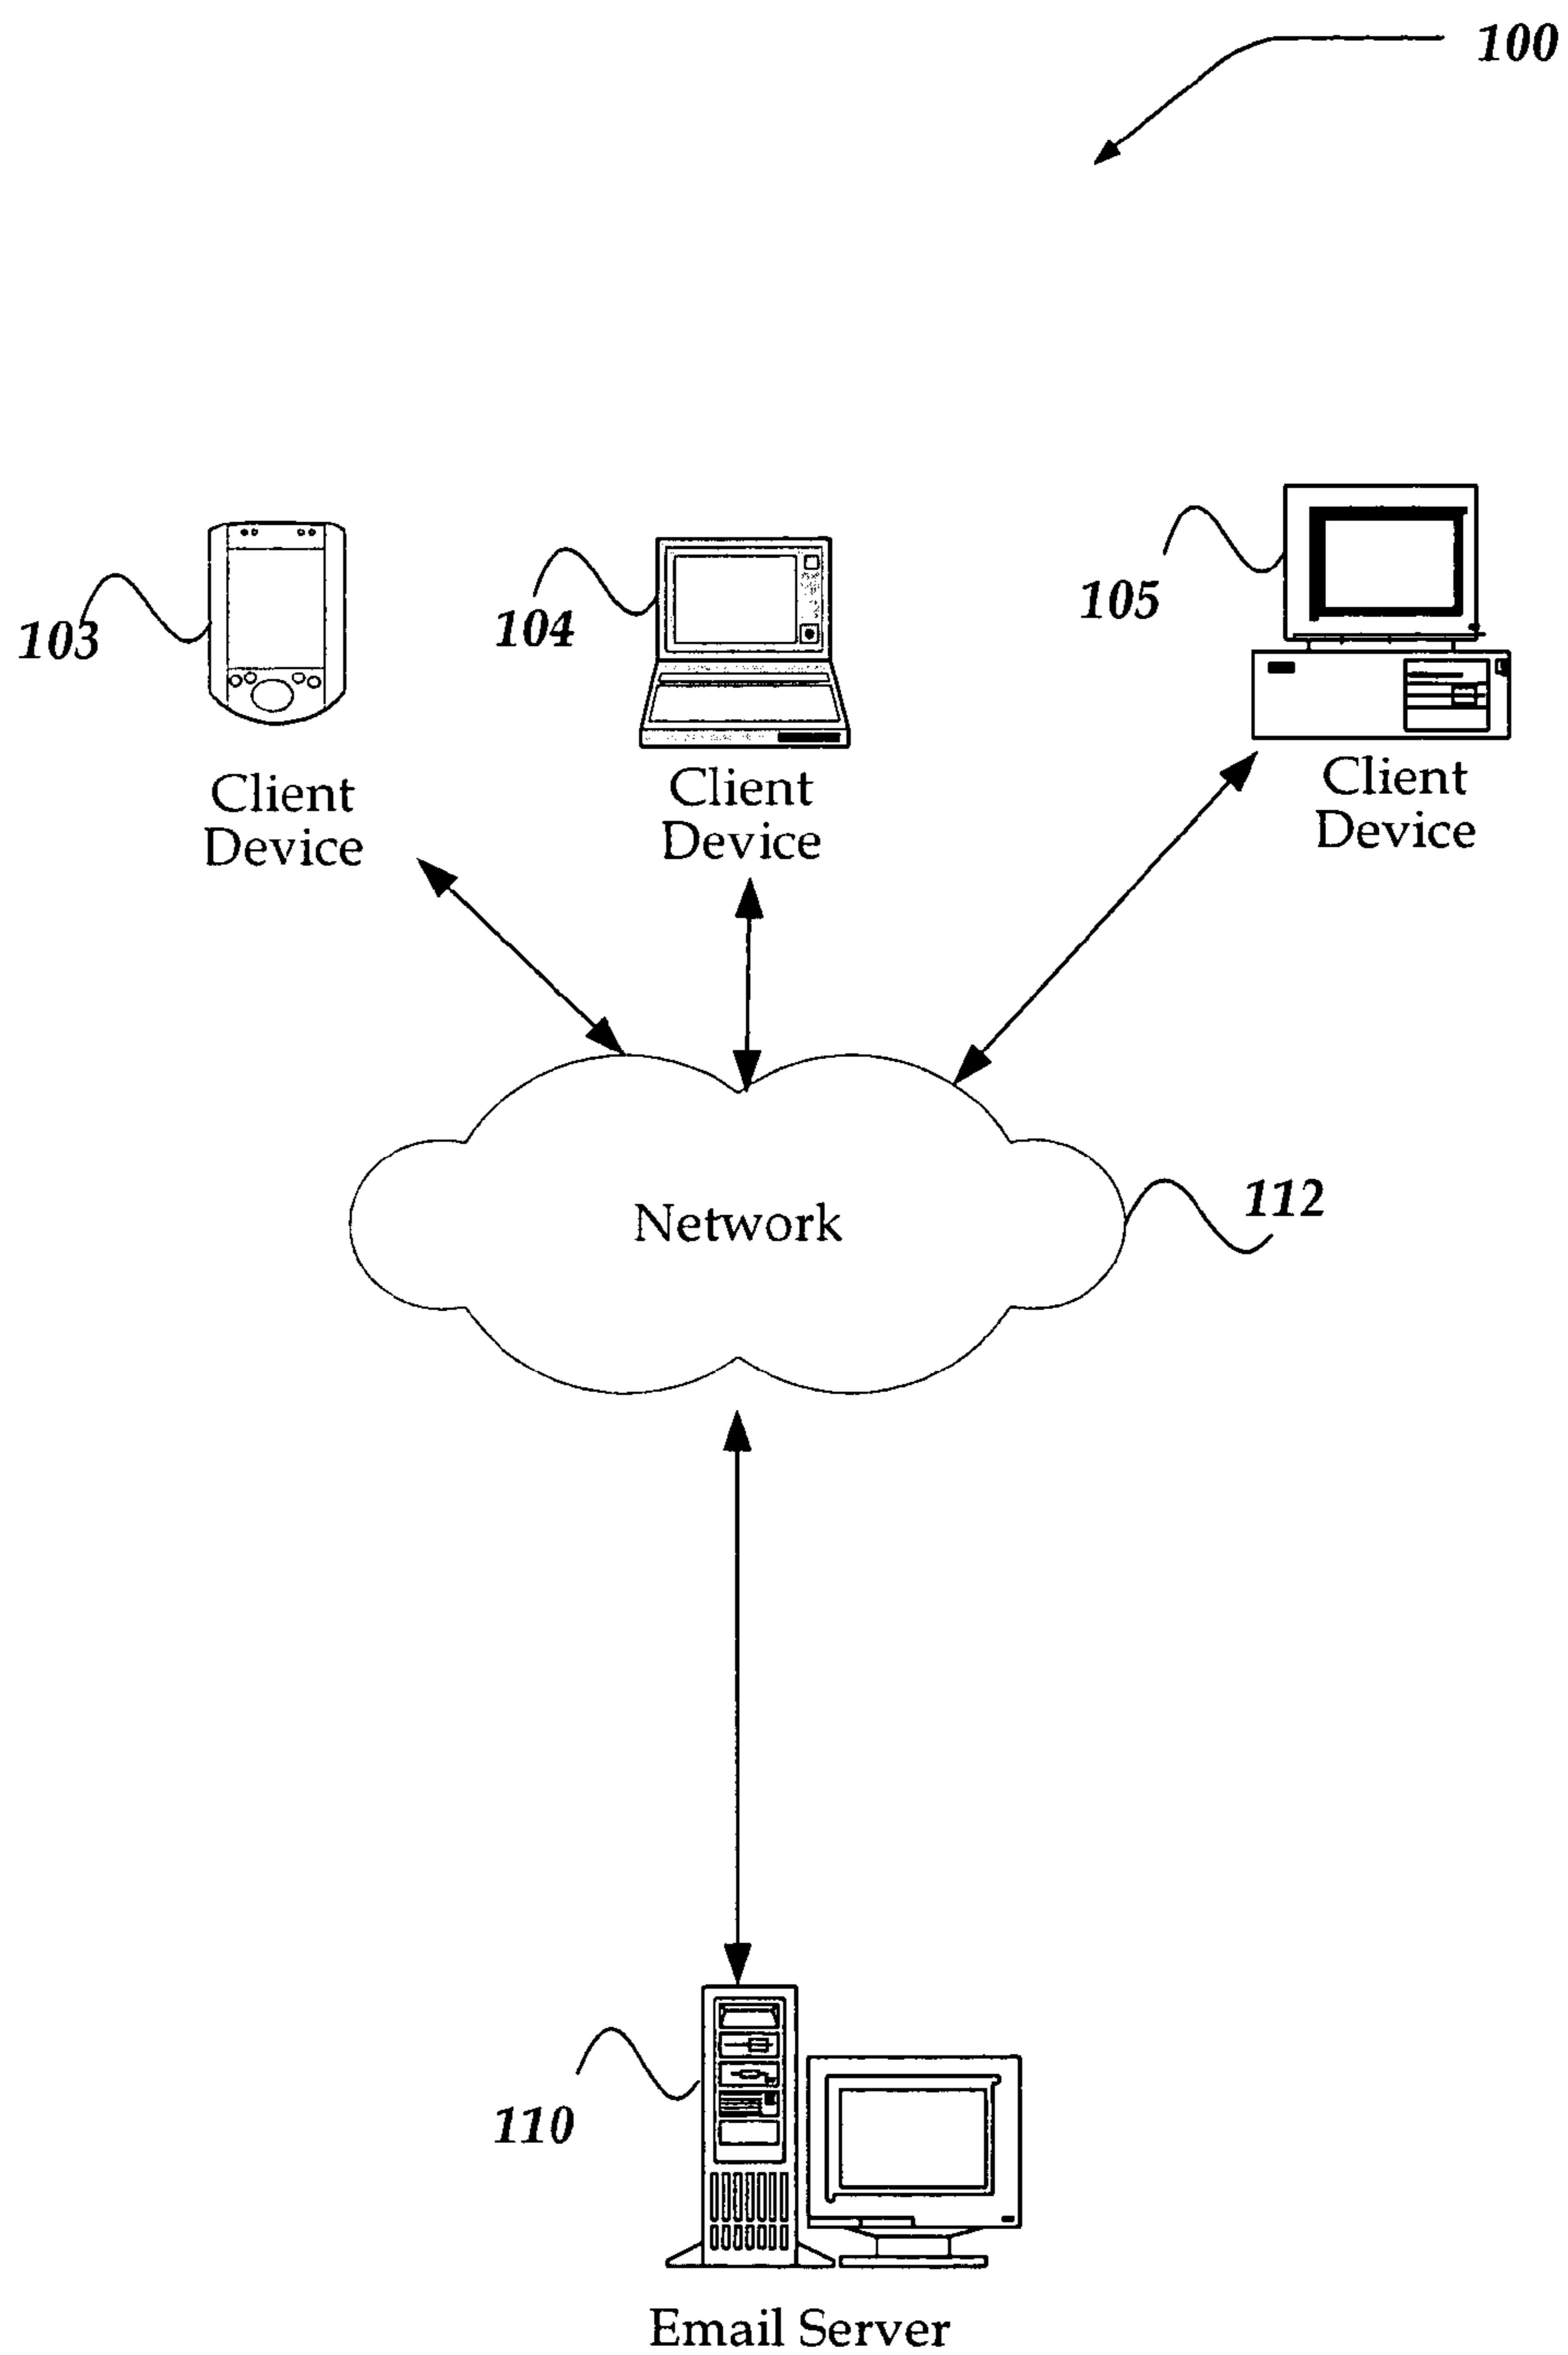 100
103
104
105
Client
Device
Client
Device
Client
Device
Network
112
110
Email Server